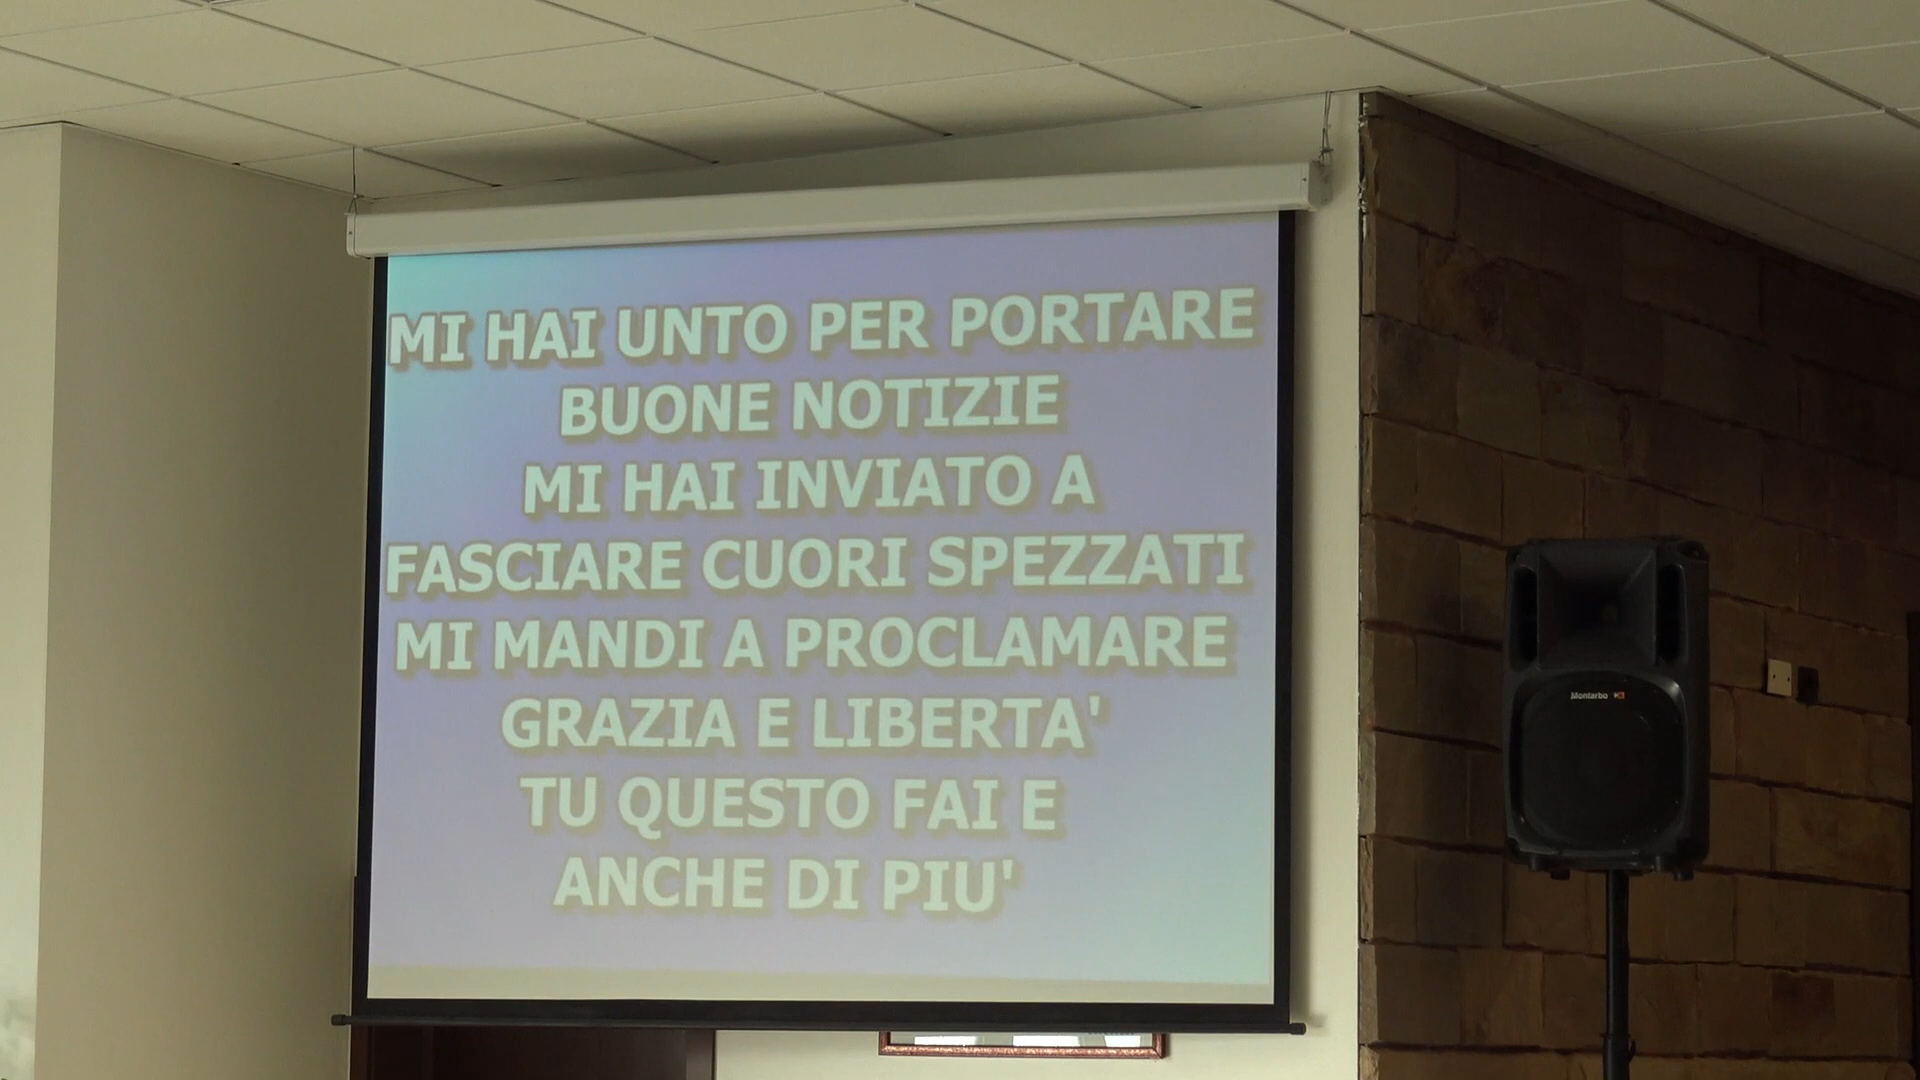 MI HAI UNTO PER PORTARE
BUONE NOTIZIE
MI HAI INVIATO A
FASCIARE CUORI SPEZZATI
MI MANDI A PROCLAMARE
GRAZIA E LIBERTA'
TU QUESTO FAI E
ANCHE DI PIU'
Montarbo